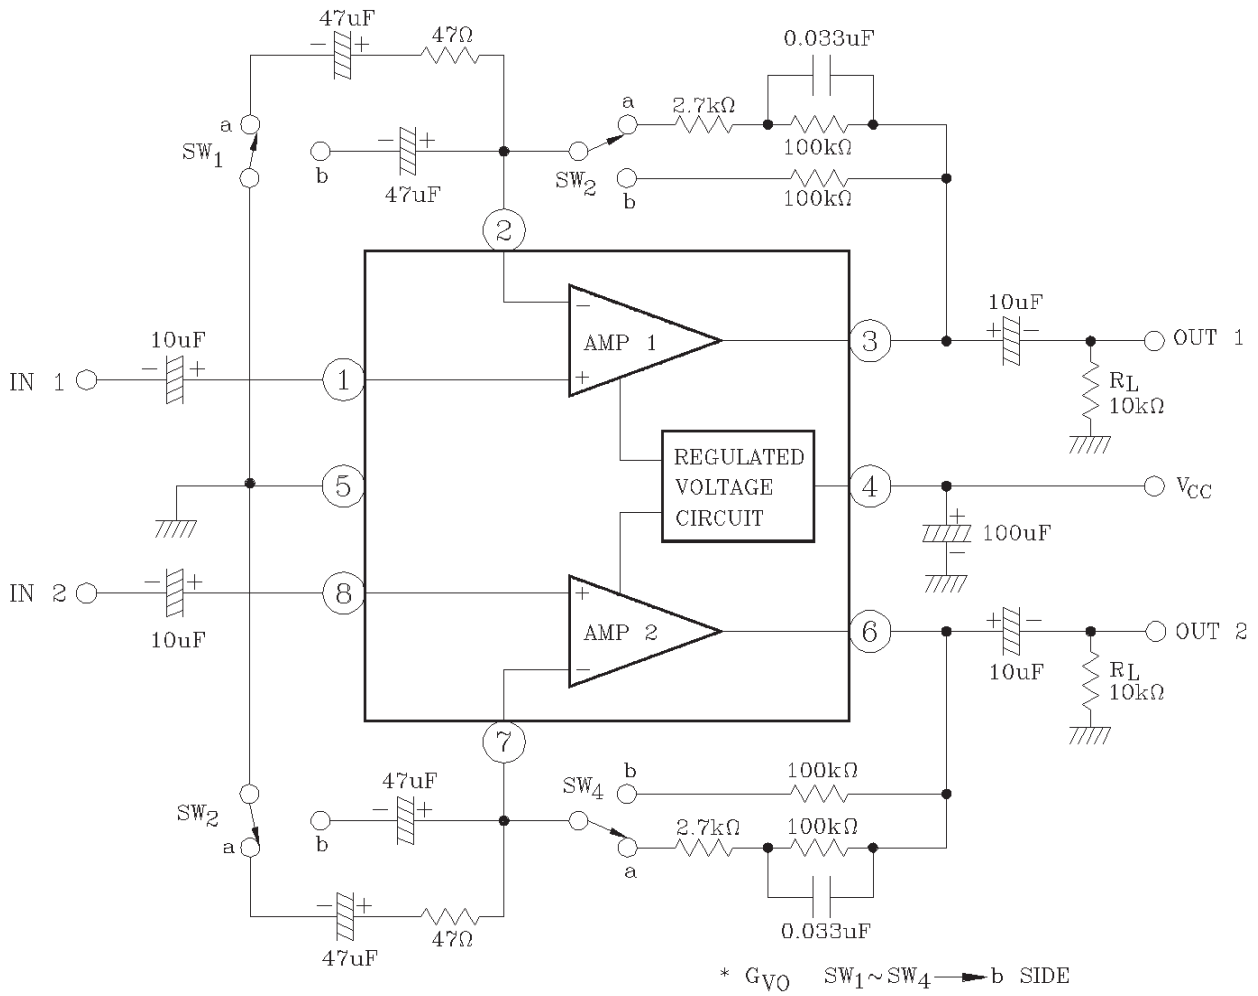 47uF
− +
47Ω
0.033uF
a
2.7kΩ
a
SW1
− +
100kΩ
b
47uF
SW2
b
100kΩ
2
10uF
− +
IN 1
1
−
AMP 1
+
3
10uF
+ −
OUT 1
RL
10kΩ
5
REGULATED
VOLTAGE
CIRCUIT
4
VCC
+
100uF
−
IN 2
− +
10uF
8
+
AMP 2
−
6
+ −
10uF
OUT 2
RL
10kΩ
7
47uF
− +
SW4
b
100kΩ
SW2
a
b
2.7kΩ
100kΩ
a
− +
47uF
47Ω
0.033uF
* GVO SW1~SW4 → b SIDE